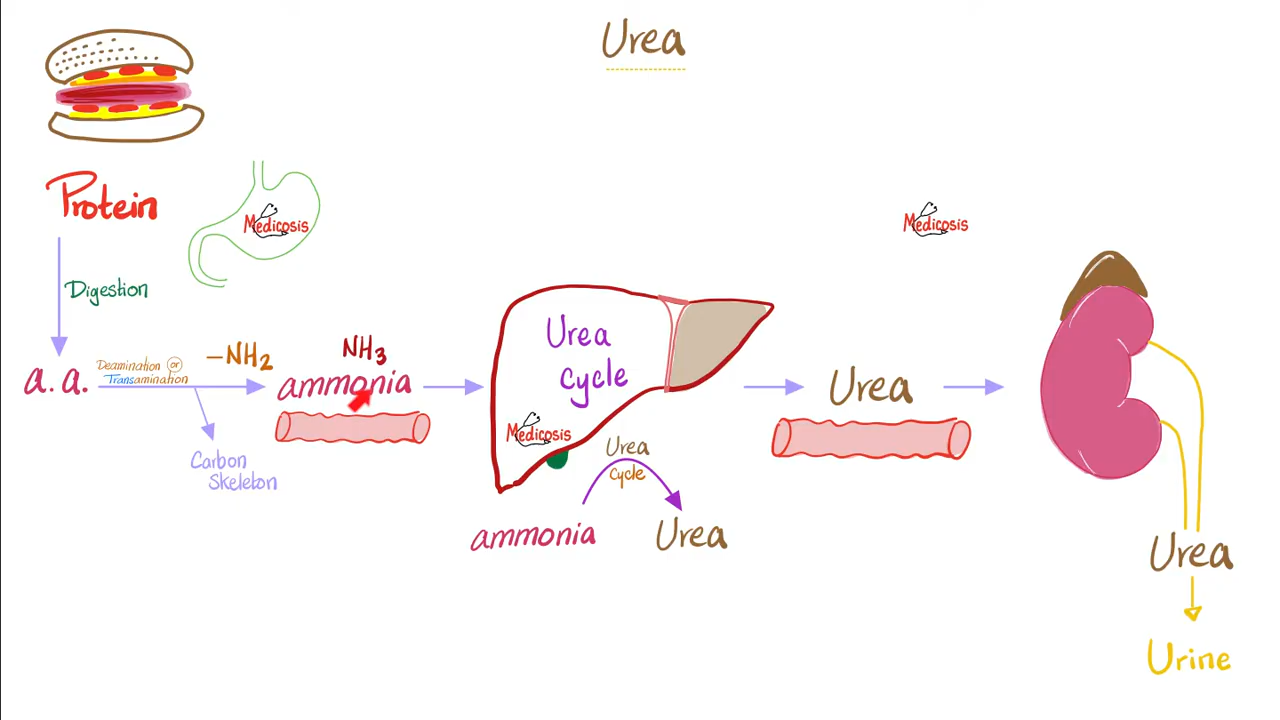 Urea
Protein
Medicosis
Medicosis
Digestion
a.a.
Deamination or
Transamination
-NH2
NH3
ammonia
Carbon
Skeleton
Urea
Cycle
Medicosis
Urea
Cycle
ammonia
Urea
Urea
Urea
Urine